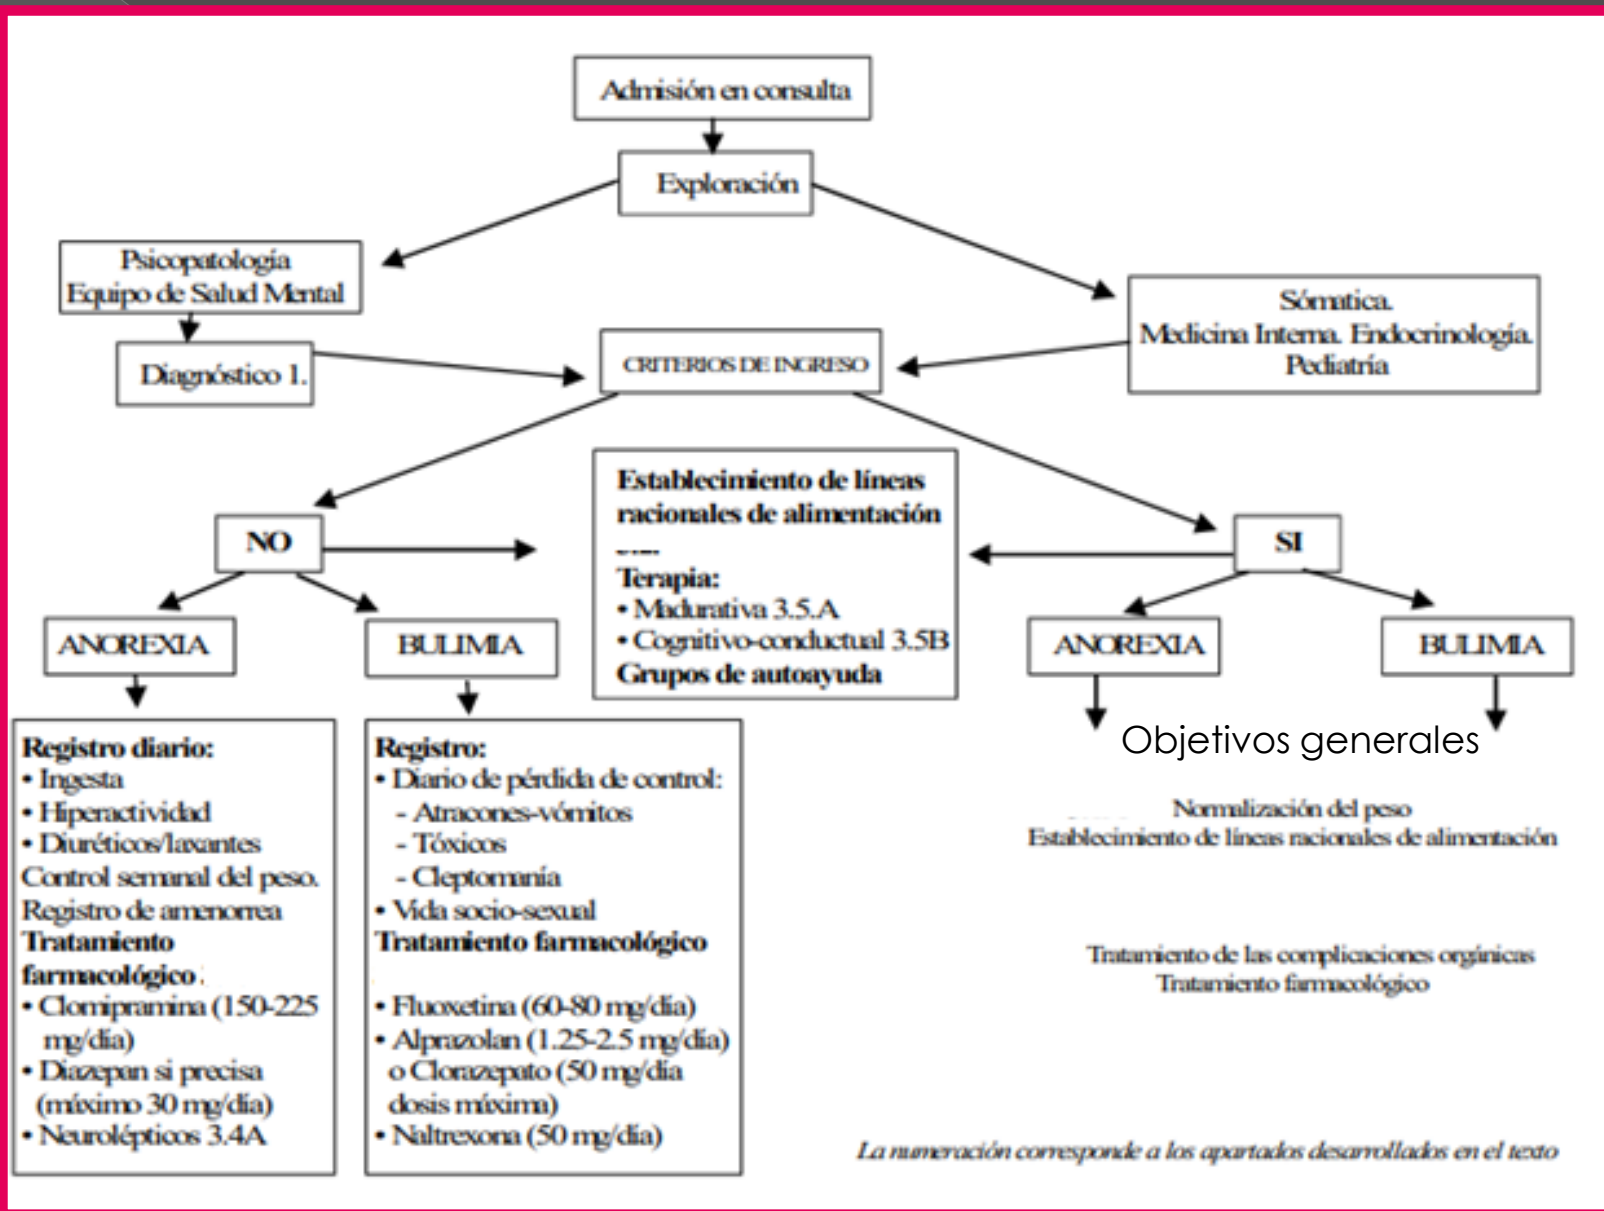 Admisión en consulta
Exploración
Psicopatología
Equipo de Salud Mental
Sómatica.
Medicina Interna. Endocrinología.
Pediatría
Diagnóstico 1.
CRITERIOS DE INGRESO
Establecimiento de líneas
racionales de alimentación
Terapia:
• Madurativa 3.5.A
• Cognitivo-conductual 3.5B
Grupos de autoayuda
NO
SI
ANOREXIA
BULIMIA
ANOREXIA
BULIMIA
Registro diario:
• Ingesta
• Hiperactividad
• Diuréticos/laxantes
Control semanal del peso.
Registro de amenorrea
Tratamiento
farmacológico
• Clomipramina (150-225
mg/día)
• Diazepan si precisa
(máximo 30 mg/día)
• Neurolépticos 3.4A
Registro:
• Diario de pérdida de control:
- Atracones-vómitos
- Tóxicos
- Cleptomanía
• Vida socio-sexual
Tratamiento farmacológico
• Fluoxetina (60-80 mg/día)
• Alprazolan (1.25-2.5 mg/día)
o Clorazepato (50 mg/día
dosis máxima)
• Naltrexona (50 mg/día)
Objetivos generales
Normalización del peso
Establecimiento de líneas racionales de alimentación
Tratamiento de las complicaciones orgánicas
Tratamiento farmacológico
La numeración corresponde a los apartados desarrollados en el texto